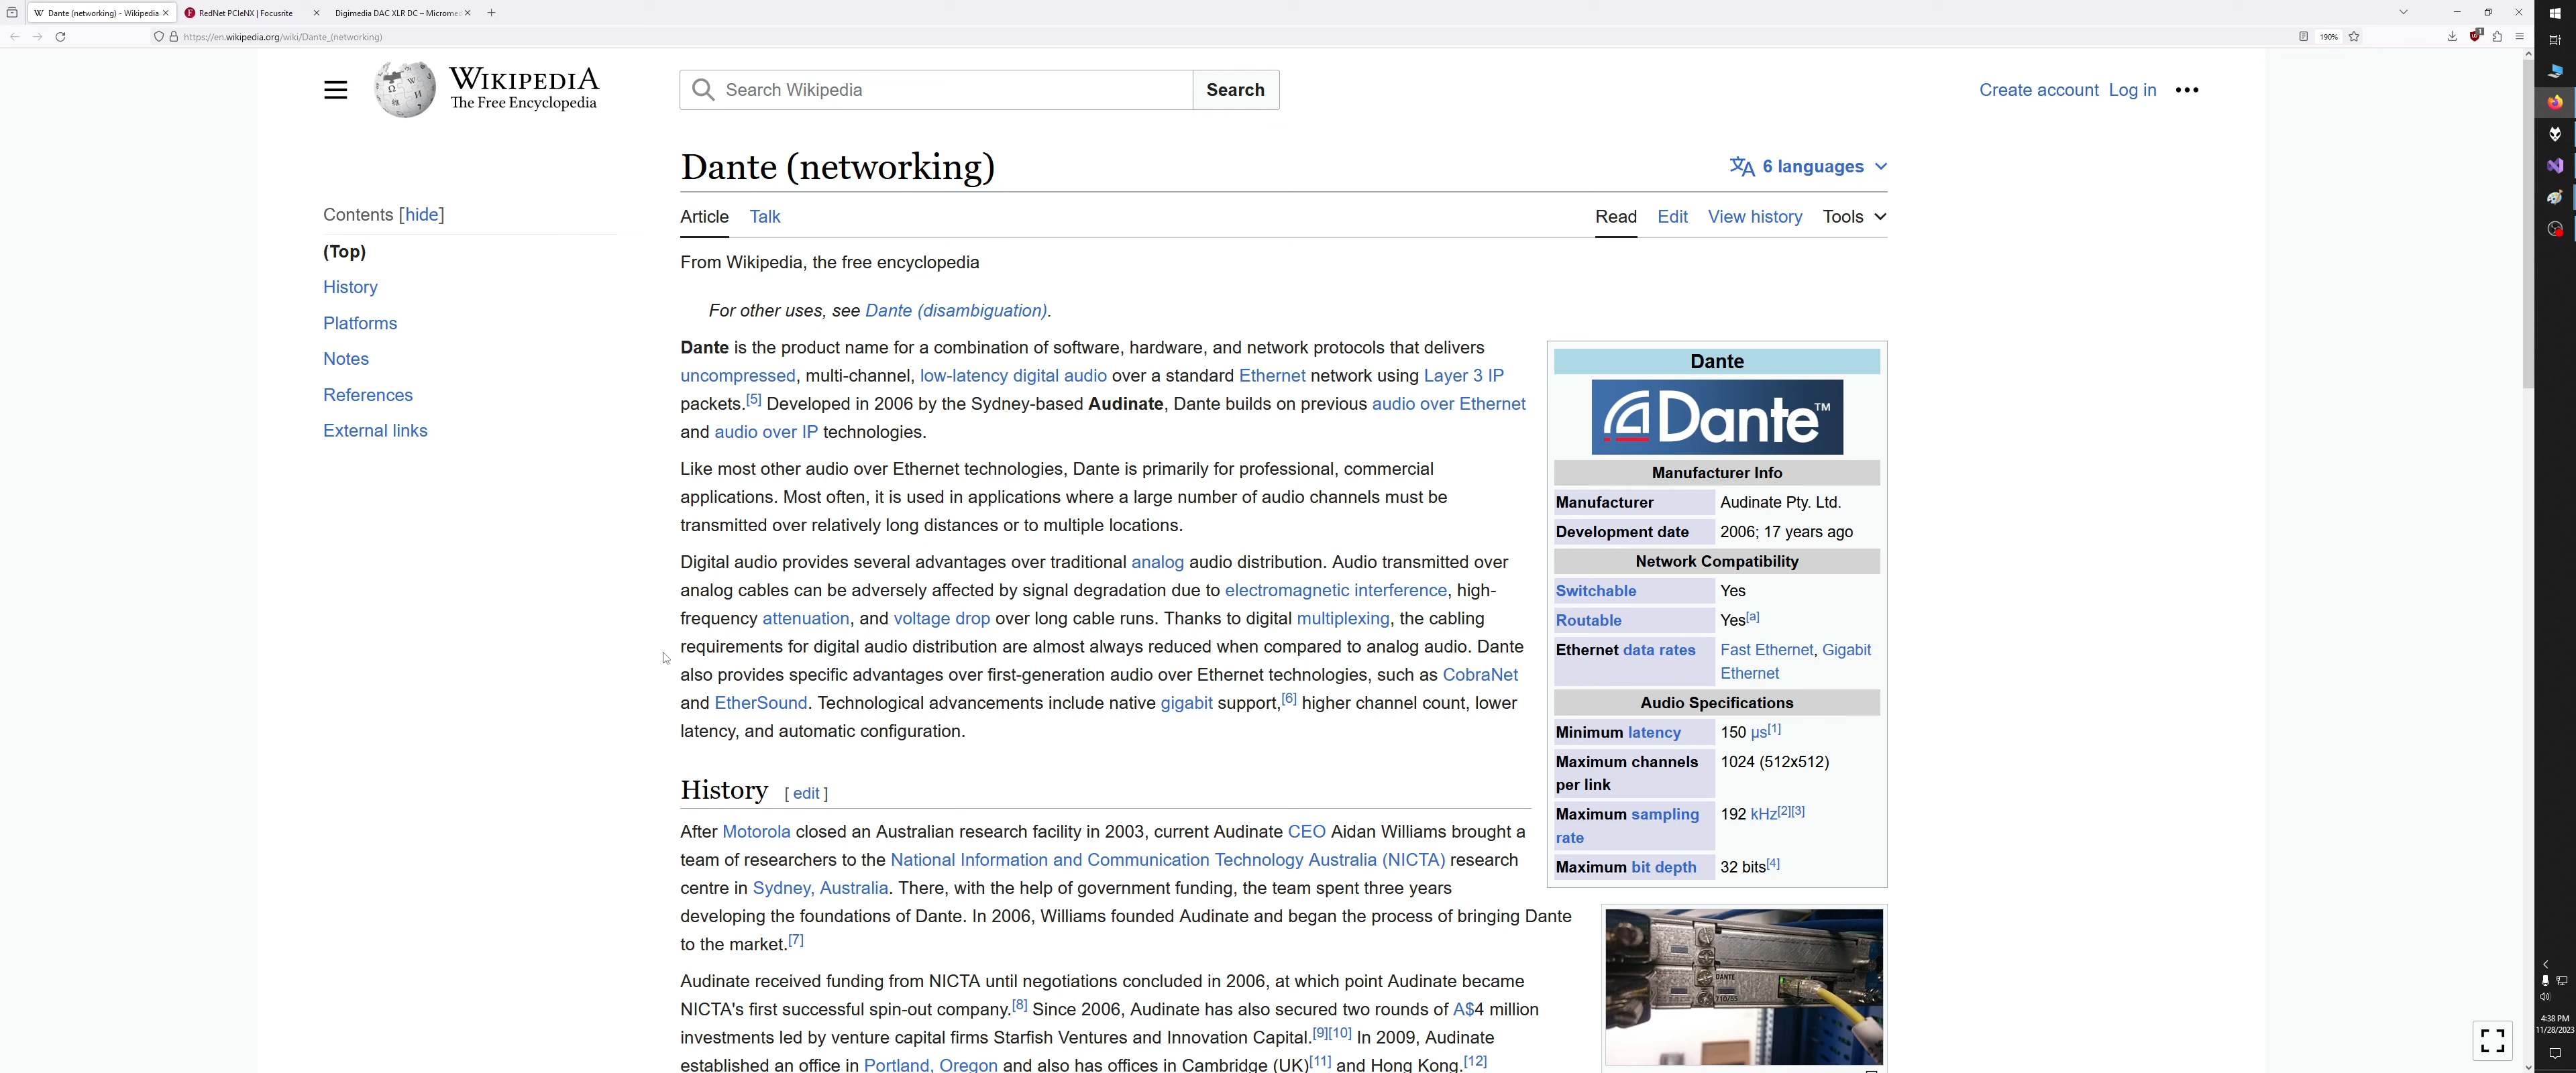 Dante (networking) - Wikipedia
RedNet PCIeNX | Focusrite
Digimedia DAC XLR DC – Microme
https://en.wikipedia.org/wiki/Dante_(networking)
190%
WIKIPEDIA
The Free Encyclopedia
Search Wikipedia
Search
Create account Log in
Dante (networking)
6 languages
Contents [hide]
(Top)
History
Platforms
Notes
References
External links
Article Talk
Read Edit View history Tools
From Wikipedia, the free encyclopedia
For other uses, see Dante (disambiguation).
Dante is the product name for a combination of software, hardware, and network protocols that delivers
uncompressed, multi-channel, low-latency digital audio over a standard Ethernet network using Layer 3 IP
packets.[5] Developed in 2006 by the Sydney-based Audinate, Dante builds on previous audio over Ethernet
and audio over IP technologies.
Like most other audio over Ethernet technologies, Dante is primarily for professional, commercial
applications. Most often, it is used in applications where a large number of audio channels must be
transmitted over relatively long distances or to multiple locations.
Digital audio provides several advantages over traditional analog audio distribution. Audio transmitted over
analog cables can be adversely affected by signal degradation due to electromagnetic interference, high-
frequency attenuation, and voltage drop over long cable runs. Thanks to digital multiplexing, the cabling
requirements for digital audio distribution are almost always reduced when compared to analog audio. Dante
also provides specific advantages over first-generation audio over Ethernet technologies, such as CobraNet
and EtherSound. Technological advancements include native gigabit support,[6] higher channel count, lower
latency, and automatic configuration.
History [ edit ]
After Motorola closed an Australian research facility in 2003, current Audinate CEO Aidan Williams brought a
team of researchers to the National Information and Communication Technology Australia (NICTA) research
centre in Sydney, Australia. There, with the help of government funding, the team spent three years
developing the foundations of Dante. In 2006, Williams founded Audinate and began the process of bringing Dante
to the market.[7]
Audinate received funding from NICTA until negotiations concluded in 2006, at which point Audinate became
NICTA's first successful spin-out company.[8] Since 2006, Audinate has also secured two rounds of A$4 million
investments led by venture capital firms Starfish Ventures and Innovation Capital.[9][10] In 2009, Audinate
established an office in Portland, Oregon and also has offices in Cambridge (UK)[11] and Hong Kong.[12]
Dante
Dante™
Manufacturer Info
Manufacturer Audinate Pty. Ltd.
Development date 2006; 17 years ago
Network Compatibility
Switchable Yes
Routable Yes[a]
Ethernet data rates Fast Ethernet, Gigabit
Ethernet
Audio Specifications
Minimum latency 150 μs[1]
Maximum channels 1024 (512x512)
per link
Maximum sampling 192 kHz[2][3]
rate
Maximum bit depth 32 bits[4]
DANTE
4:38 PM
11/28/2023